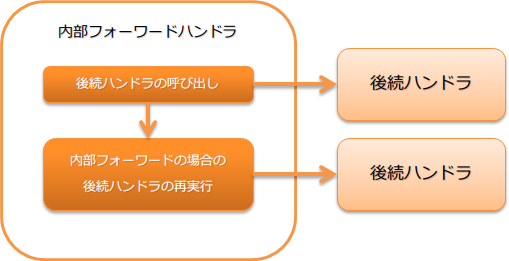 内部フォーワードハンドラ
後続ハンドラの呼び出し
後続ハンドラ
内部フォーワードの場合の
後続ハンドラの再実行
後続ハンドラ